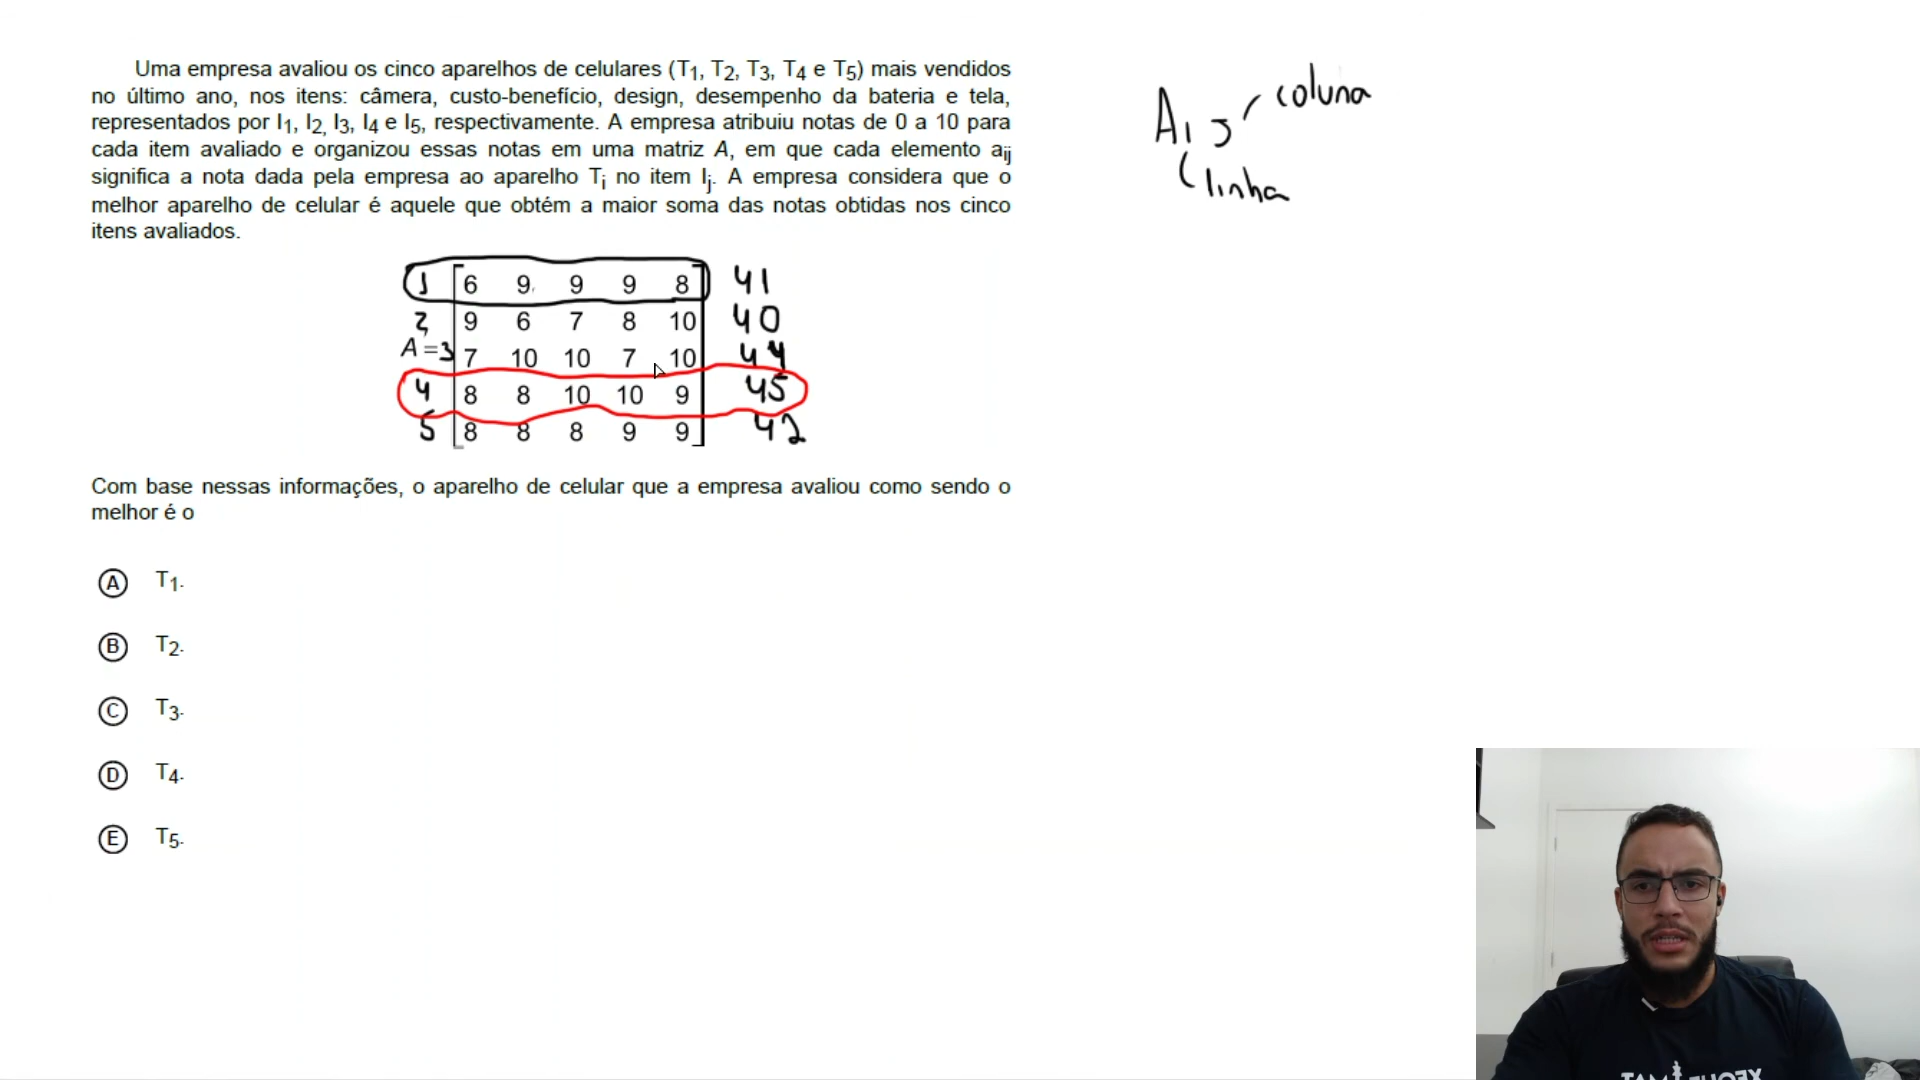 Uma empresa avaliou os cinco aparelhos de celulares (T1, T2, T3, T4 e T5) mais vendidos
no último ano, nos itens: câmera, custo-benefício, design, desempenho da bateria e tela,
representados por I1, I2, I3, I4 e I5, respectivamente. A empresa atribuiu notas de 0 a 10 para
cada item avaliado e organizou essas notas em uma matriz A, em que cada elemento aij
significa a nota dada pela empresa ao aparelho Ti no item Ij. A empresa considera que o
melhor aparelho de celular é aquele que obtém a maior soma das notas obtidas nos cinco
itens avaliados.
A i j coluna
linha
1 6 9 9 9 8 41
2 9 6 7 8 10 40
A = 3 7 10 10 7 10 44
4 8 8 10 10 9 45
5 8 8 8 9 9 42
Com base nessas informações, o aparelho de celular que a empresa avaliou como sendo o
melhor é o
A T1.
B T2.
C T3.
D T4.
E T5.